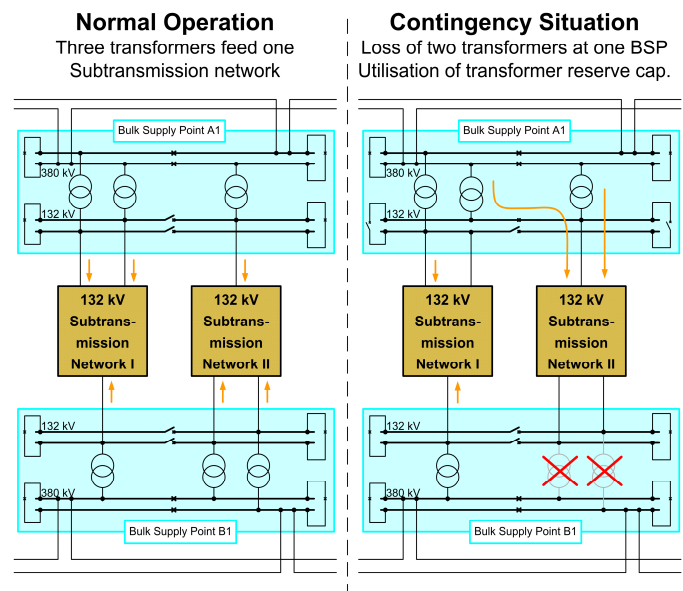 Normal Operation
Three transformers feed one
Subtransmission network
Bulk Supply Point A1
380 kV
132 kV
132 kV
Subtrans-
mission
Network I
132 kV
Subtrans-
mission
Network II
132 kV
380 kV
Bulk Supply Point B1
Contingency Situation
Loss of two transformers at one BSP
Utilisation of transformer reserve cap.
Bulk Supply Point A1
380 kV
132 kV
132 kV
Subtrans-
mission
Network I
132 kV
Subtrans-
mission
Network II
132 kV
380 kV
Bulk Supply Point B1